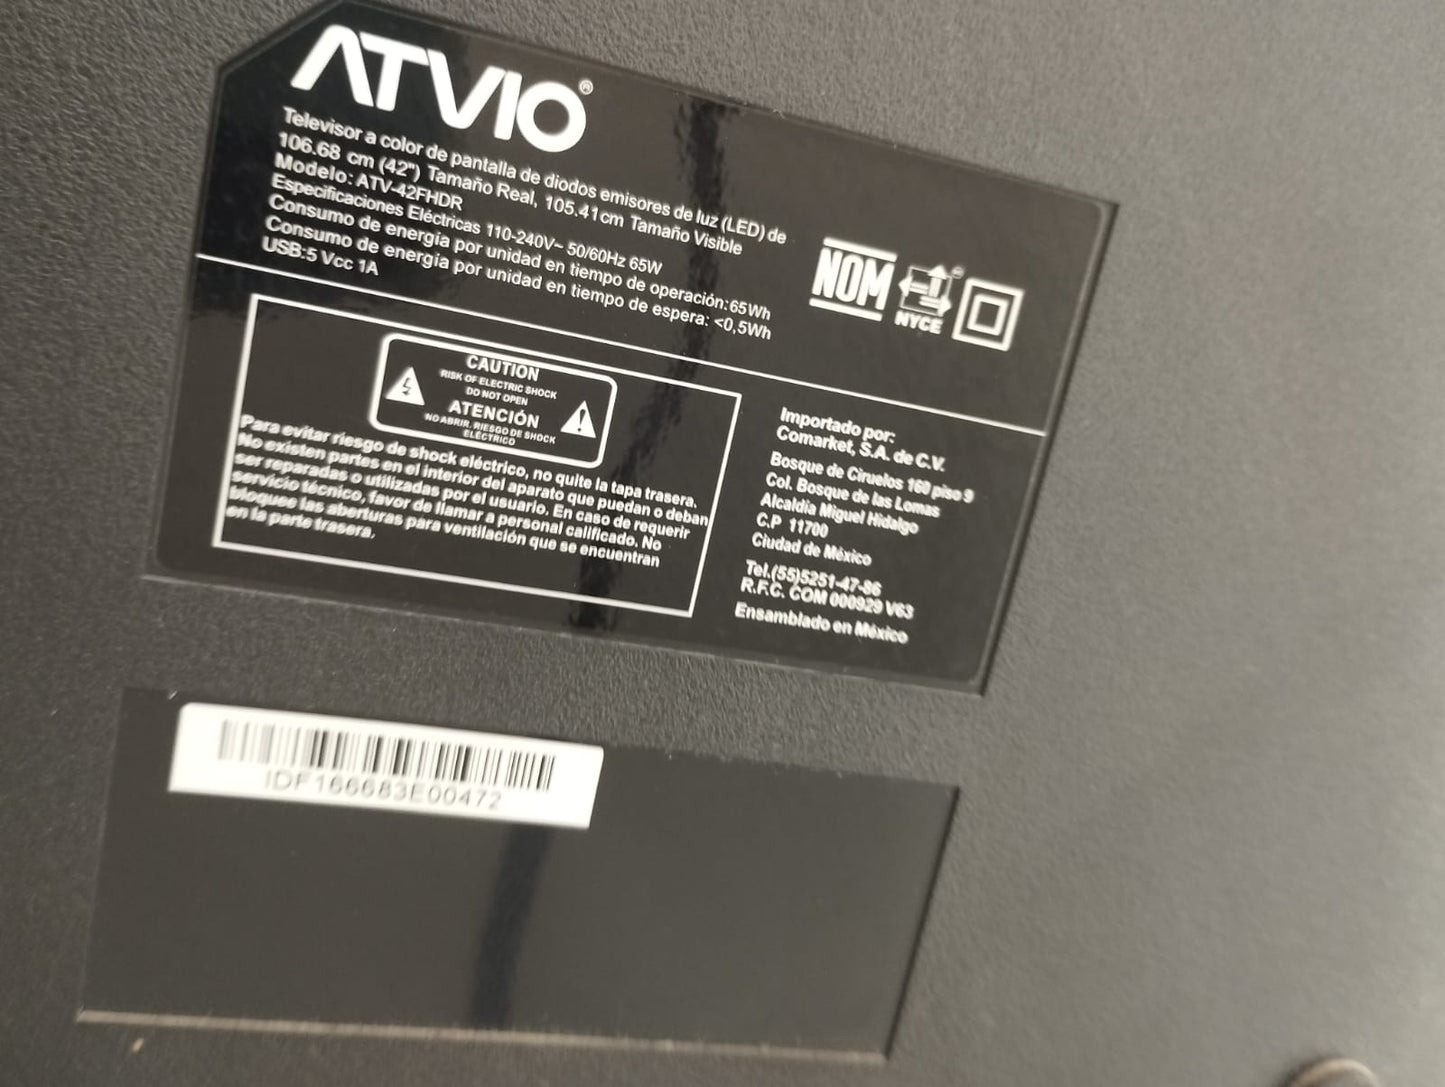 ATVIO®
Televisor a color de pantalla de diodos emisores de luz (LED) de
106.68 cm (42") Tamaño Real, 105.41cm Tamaño Visible
Modelo: ATV-42FHDR
Especificaciones Eléctricas 110-240V~ 50/60Hz 65W
Consumo de energía por unidad en tiempo de operación: 65Wh
Consumo de energía por unidad en tiempo de espera: <0,5Wh
USB:5 Vcc 1A
NOM
NYCE
CAUTION
RISK OF ELECTRIC SHOCK
DO NOT OPEN
ATENCIÓN
NO ABRIR, RIESGO DE SHOCK
ELÉCTRICO
Para evitar riesgo de shock eléctrico, no quite la tapa trasera.
No existen partes en el interior del aparato que puedan o deban
ser reparadas o utilizadas por el usuario. En caso de requerir
servicio técnico, favor de llamar a personal calificado. No
bloquee las aberturas para ventilación que se encuentran
en la parte trasera.
Importado por:
Comarket, S.A. de C.V.
Bosque de Ciruelos 160 piso 9
Col. Bosque de las Lomas
Alcaldía Miguel Hidalgo
C.P 11700
Ciudad de México
Tel.(55)5251-47-86
R.F.C. COM 000929 V63
Ensamblado en México
IDF166683E00472